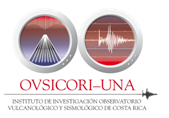 OVSICORI–UNA
INSTITUTO DE INVESTIGACIÓN OBSERVATORIO
VULCANOLÓGICO Y SISMOLÓGICO DE COSTA RICA